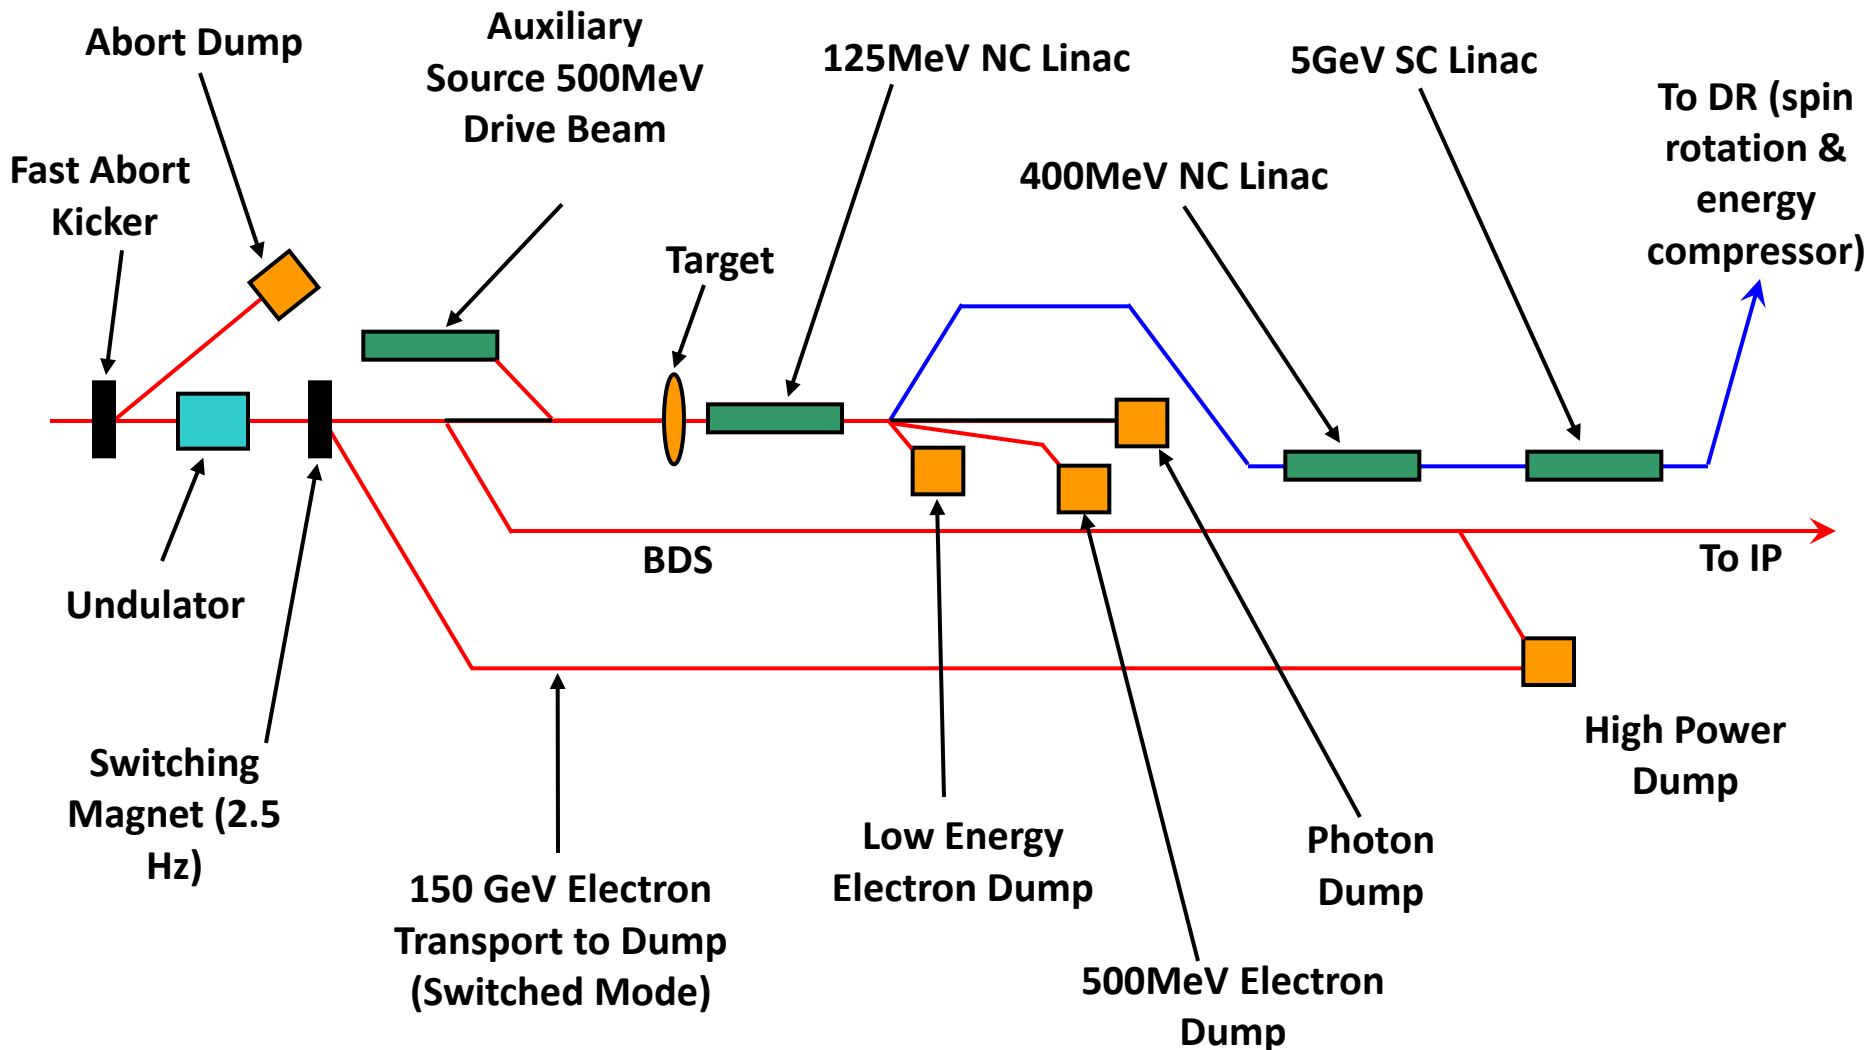 Abort Dump
Auxiliary
Source 500MeV
Drive Beam
125MeV NC Linac
5GeV SC Linac
To DR (spin
rotation &
energy
compressor)
Fast Abort
Kicker
400MeV NC Linac
Target
BDS
To IP
Undulator
Switching
Magnet (2.5
Hz)
150 GeV Electron
Transport to Dump
(Switched Mode)
Low Energy
Electron Dump
500MeV Electron
Dump
Photon
Dump
High Power
Dump